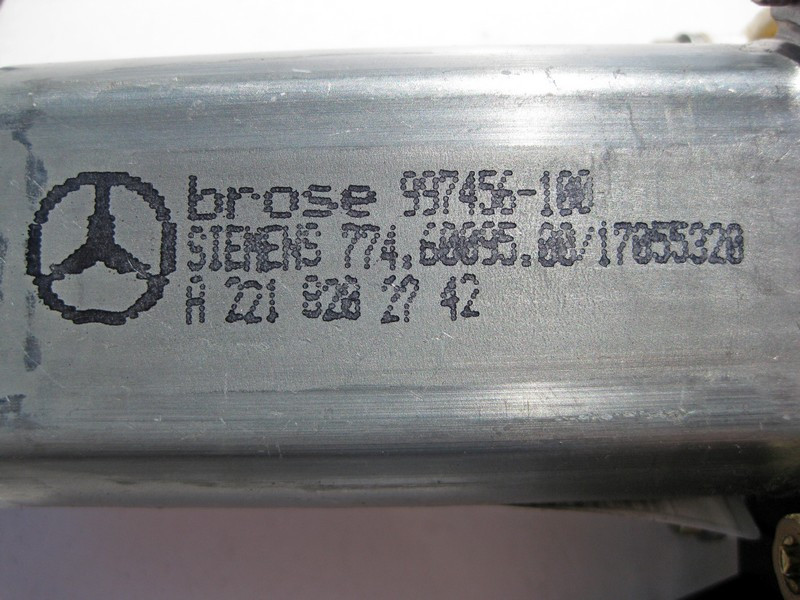 brose 997456-100
SIEMENS 774.60695.00/17055320
A 221 820 27 42